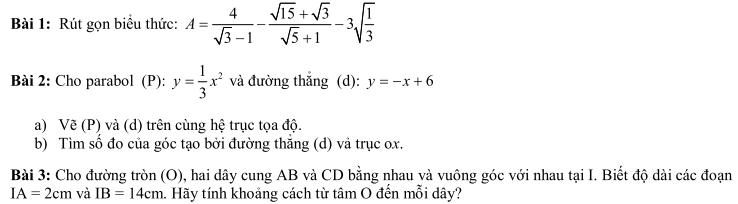 Bài 1: Rút gọn biểu thức: A = 4/(√3 − 1) − (√15 + √3)/(√5 + 1) − 3√(1/3)
Bài 2: Cho parabol (P): y = 1/3 x² và đường thẳng (d): y = −x + 6
a) Vẽ (P) và (d) trên cùng hệ trục tọa độ.
b) Tìm số đo của góc tạo bởi đường thẳng (d) và trục ox.
Bài 3: Cho đường tròn (O), hai dây cung AB và CD bằng nhau và vuông góc với nhau tại I. Biết độ dài các đoạn
IA = 2cm và IB = 14cm. Hãy tính khoảng cách từ tâm O đến mỗi dây?